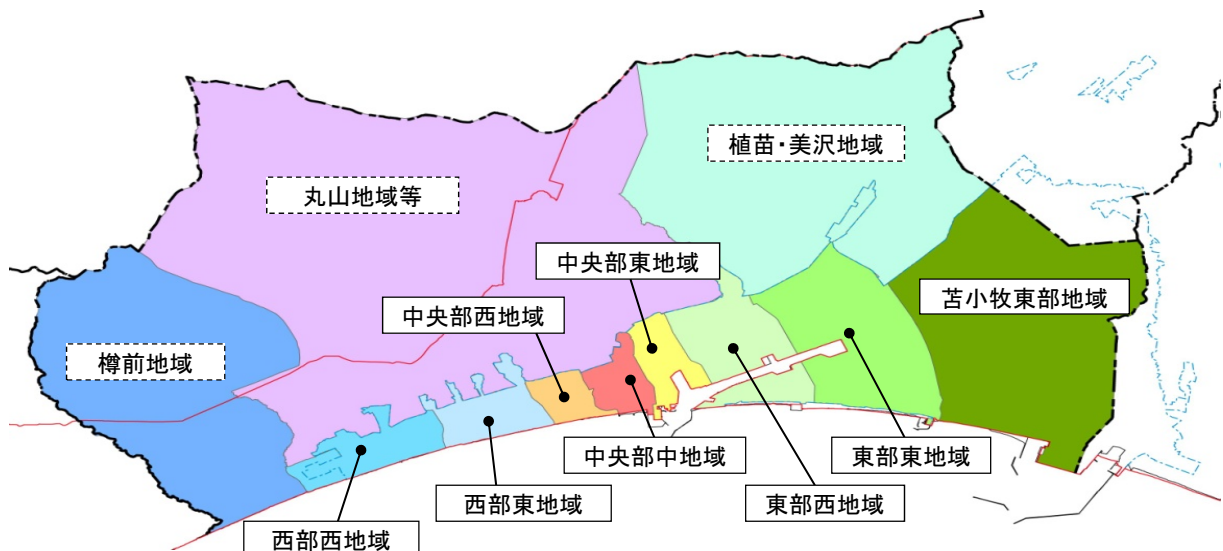 植苗・美沢地域
丸山地域等
中央部東地域
苫小牧東部地域
中央部西地域
樽前地域
中央部中地域
東部東地域
西部東地域
東部西地域
西部西地域